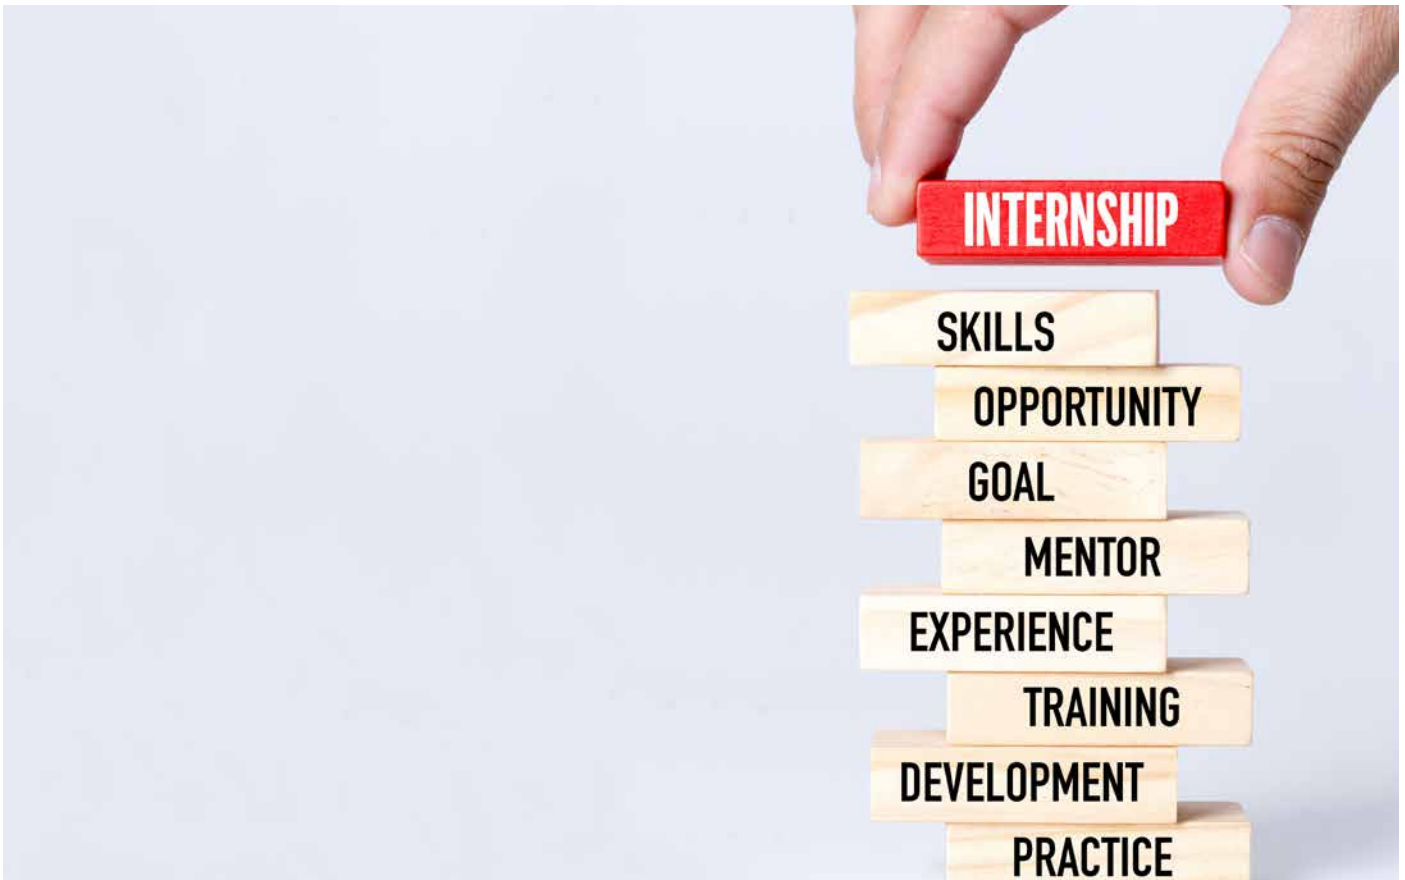 INTERNSHIP
SKILLS
OPPORTUNITY
GOAL
MENTOR
EXPERIENCE
TRAINING
DEVELOPMENT
PRACTICE